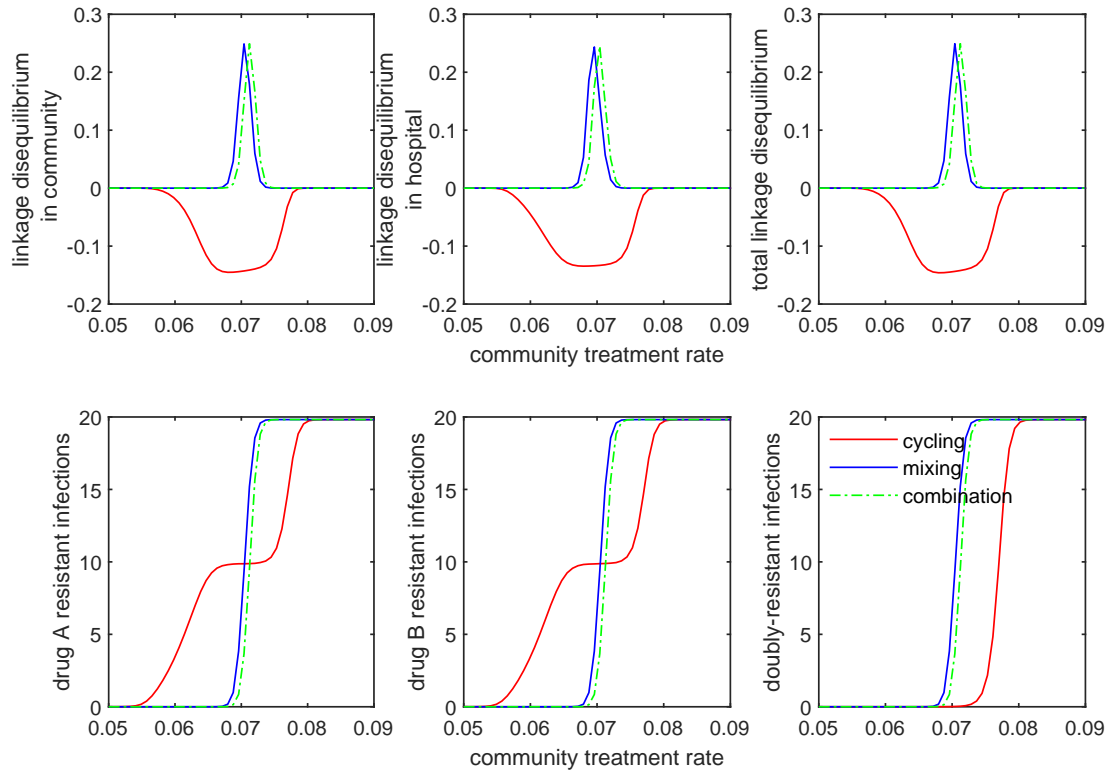 0.3
0.2
0.1
0
-0.1
-0.2
linkage disequilibrium
in community
0.05 0.06 0.07 0.08 0.09
0.3
0.2
0.1
0
-0.1
-0.2
linkage disequilibrium
in hospital
0.05 0.06 0.07 0.08 0.09
community treatment rate
0.3
0.2
0.1
0
-0.1
-0.2
total linkage disequilibrium
0.05 0.06 0.07 0.08 0.09
20
15
10
5
0
drug A resistant infections
0.05 0.06 0.07 0.08 0.09
20
15
10
5
0
drug B resistant infections
0.05 0.06 0.07 0.08 0.09
community treatment rate
20
15
10
5
0
doubly-resistant infections
cycling
mixing
combination
0.05 0.06 0.07 0.08 0.09